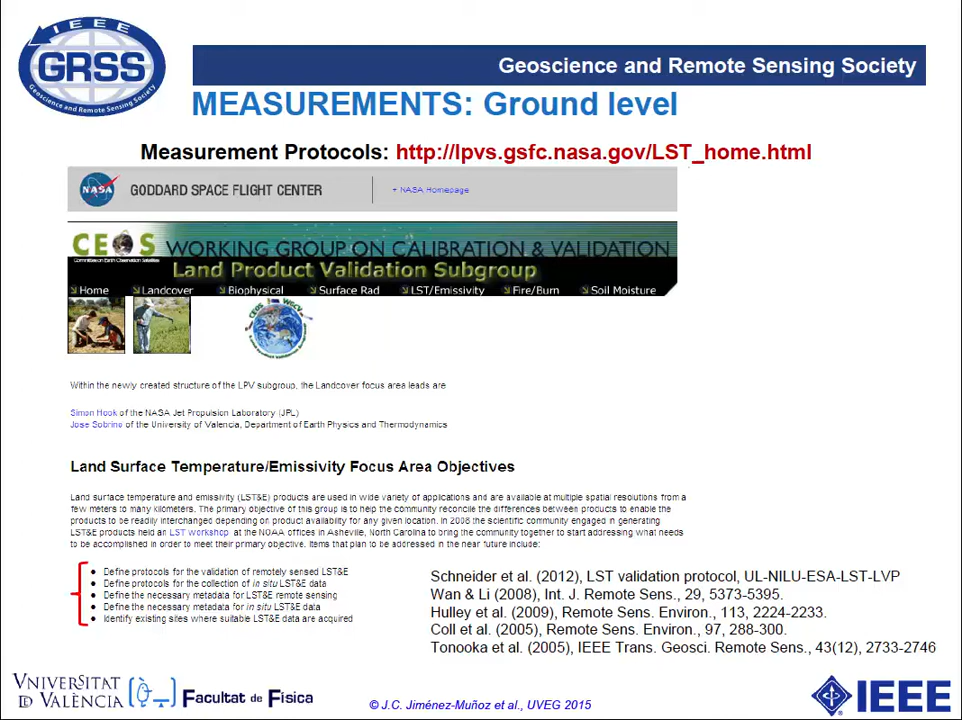 IEEE
GRSS
Geoscience and Remote Sensing Society
Geoscience and Remote Sensing Society
MEASUREMENTS: Ground level
Measurement Protocols: http://lpvs.gsfc.nasa.gov/LST_home.html
NASA
GODDARD SPACE FLIGHT CENTER
+ NASA Homepage
CEOS
Committee on Earth Observation Satellites
WORKING GROUP ON CALIBRATION & VALIDATION
Land Product Validation Subgroup
Home Landcover Biophysical Surface Rad LST/Emissivity Fire/Burn Soil Moisture
CEOS WGCV
Land Product Validation Subgroup
Within the newly created structure of the LPV subgroup, the Landcover focus area leads are
Simon Hook of the NASA Jet Propulsion Laboratory (JPL)
Jose Sobrino of the University of Valencia, Department of Earth Physics and Thermodynamics
Land Surface Temperature/Emissivity Focus Area Objectives
Land surface temperature and emissivity (LST&E) products are used in wide variety of applications and are available at multiple spatial resolutions from a
few meters to many kilometers. The primary objective of this group is to help the community reconcile the differences between products to enable the
products to be readily interchanged depending on product availability for any given location. In 2008 the scientific community engaged in generating
LST&E products held an LST workshop at the NOAA offices in Asheville, North Carolina to bring the community together to start addressing what needs
to be accomplished in order to meet their primary objective. Items that plan to be addressed in the near future include:
• Define protocols for the validation of remotely sensed LST&E
• Define protocols for the collection of in situ LST&E data
• Define the necessary metadata for LST&E remote sensing
• Define the necessary metadata for in situ LST&E data
• Identify existing sites where suitable LST&E data are acquired
Schneider et al. (2012), LST validation protocol, UL-NILU-ESA-LST-LVP
Wan & Li (2008), Int. J. Remote Sens., 29, 5373-5395.
Hulley et al. (2009), Remote Sens. Environ., 113, 2224-2233.
Coll et al. (2005), Remote Sens. Environ., 97, 288-300.
Tonooka et al. (2005), IEEE Trans. Geosci. Remote Sens., 43(12), 2733-2746
VNIVERSITAT
DE VALÈNCIA
Facultat de Física
© J.C. Jiménez-Muñoz et al., UVEG 2015
IEEE